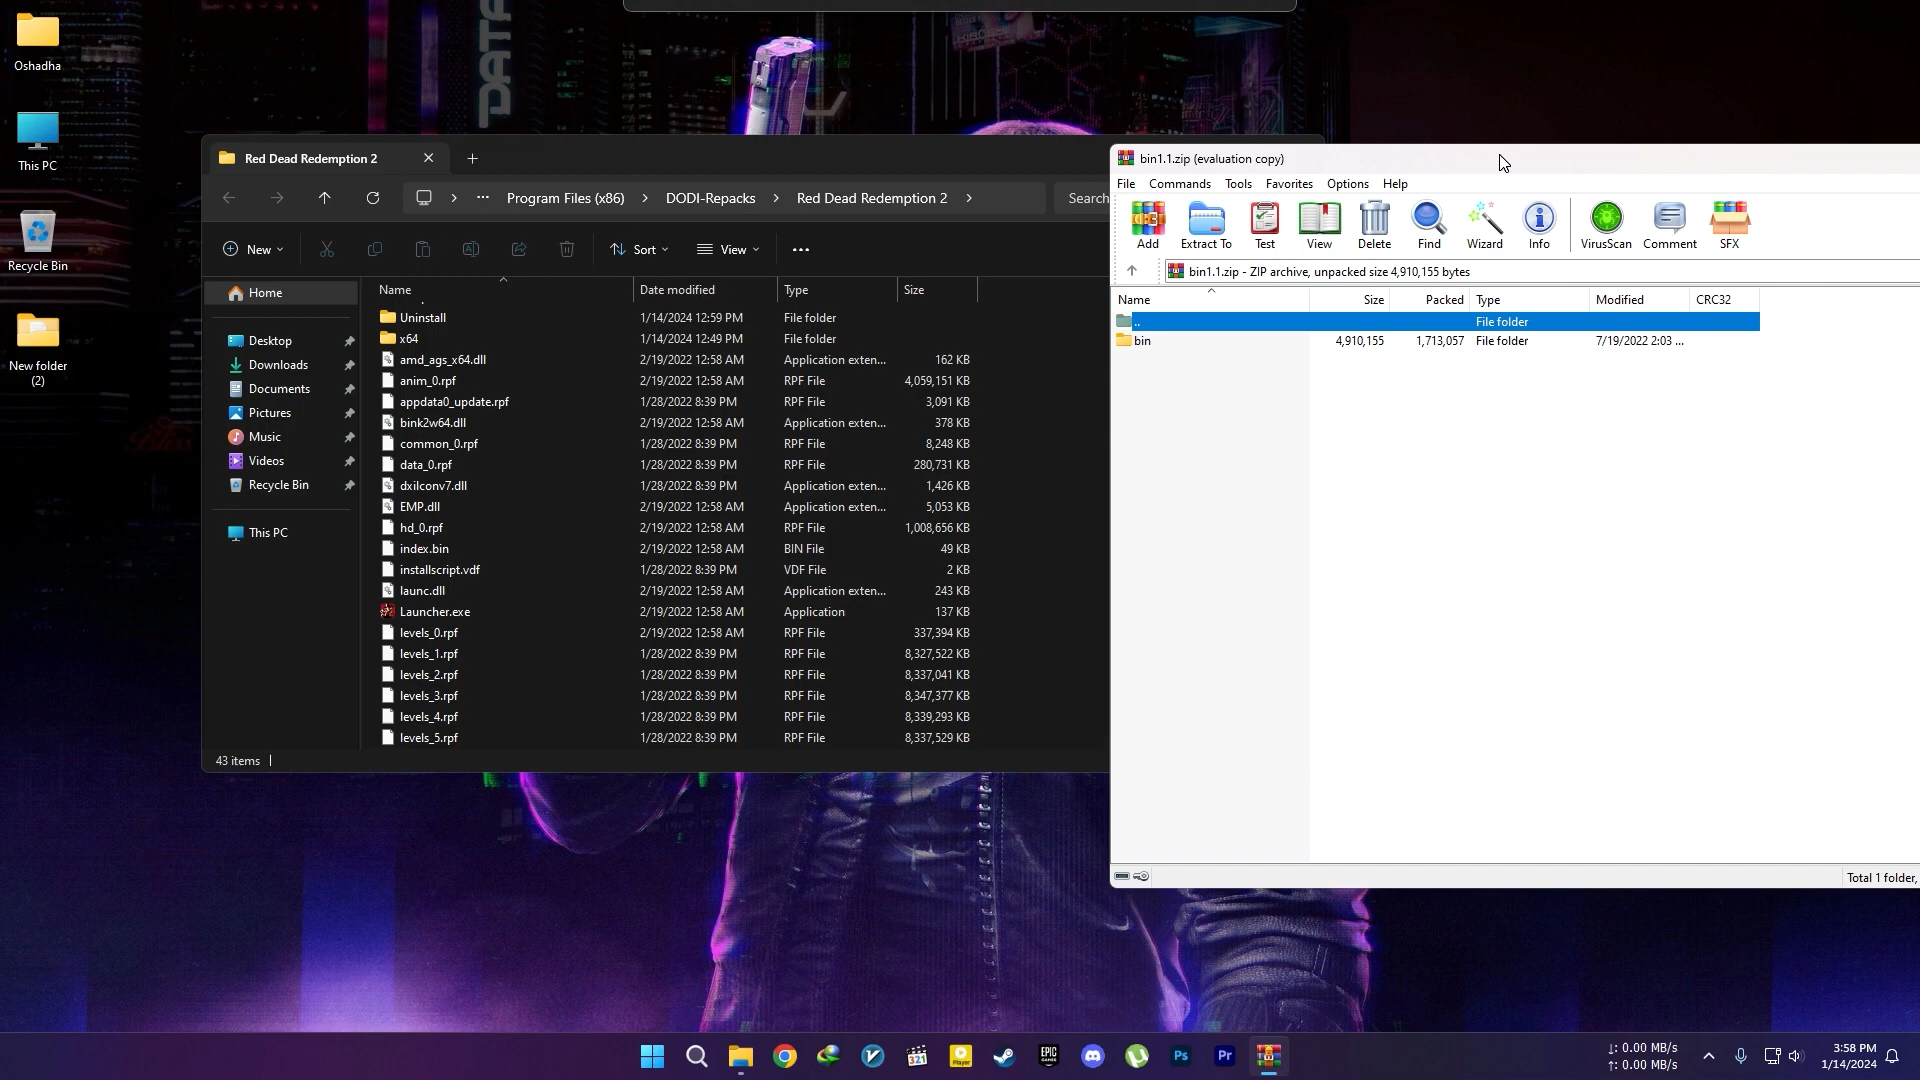 Oshadha
This PC
Recycle Bin
New folder
(2)
DATA
Red Dead Redemption 2
Program Files (x86)
DODI-Repacks
Red Dead Redemption 2
Search
New
Sort
View
Name
Date modified
Type
Size
Home
Desktop
Downloads
Documents
Pictures
Music
Videos
Recycle Bin
This PC
Uninstall 1/14/2024 12:59 PM File folder
x64 1/14/2024 12:49 PM File folder
amd_ags_x64.dll 2/19/2022 12:58 AM Application exten... 162 KB
anim_0.rpf 2/19/2022 12:58 AM RPF File 4,059,151 KB
appdata0_update.rpf 1/28/2022 8:39 PM RPF File 3,091 KB
bink2w64.dll 2/19/2022 12:58 AM Application exten... 378 KB
common_0.rpf 1/28/2022 8:39 PM RPF File 8,248 KB
data_0.rpf 1/28/2022 8:39 PM RPF File 280,731 KB
dxilconv7.dll 1/28/2022 8:39 PM Application exten... 1,426 KB
EMP.dll 2/19/2022 12:58 AM Application exten... 5,053 KB
hd_0.rpf 2/19/2022 12:58 AM RPF File 1,008,656 KB
index.bin 2/19/2022 12:58 AM BIN File 49 KB
installscript.vdf 1/28/2022 8:39 PM VDF File 2 KB
launc.dll 2/19/2022 12:58 AM Application exten... 243 KB
Launcher.exe 2/19/2022 12:58 AM Application 137 KB
levels_0.rpf 2/19/2022 12:58 AM RPF File 337,394 KB
levels_1.rpf 1/28/2022 8:39 PM RPF File 8,327,522 KB
levels_2.rpf 1/28/2022 8:39 PM RPF File 8,337,041 KB
levels_3.rpf 1/28/2022 8:39 PM RPF File 8,347,377 KB
levels_4.rpf 1/28/2022 8:39 PM RPF File 8,339,293 KB
levels_5.rpf 1/28/2022 8:39 PM RPF File 8,337,529 KB
43 items
bin1.1.zip (evaluation copy)
File Commands Tools Favorites Options Help
Add Extract To Test View Delete Find Wizard Info VirusScan Comment SFX
bin1.1.zip - ZIP archive, unpacked size 4,910,155 bytes
Name Size Packed Type Modified CRC32
.. File folder
bin 4,910,155 1,713,057 File folder 7/19/2022 2:03 ...
Total 1 folder,
321
Player
EPIC
GAMES
Ps
Pr
↓: 0.00 MB/s
↑: 0.00 MB/s
3:58 PM
1/14/2024